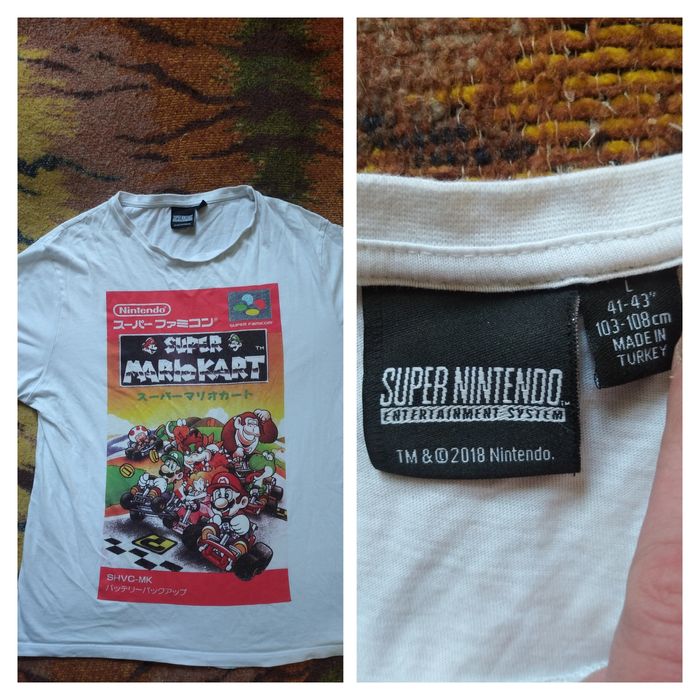 Nintendo
スーパーファミコン
SUPER FAMICOM
SUPER
MARIOKART
TM
スーパーマリオカート
SHVC-MK
バッテリーバックアップ
SUPER NINTENDO
ENTERTAINMENT SYSTEM
TM & © 2018 Nintendo.
L
41-43"
103-108cm
MADE IN
TURKEY